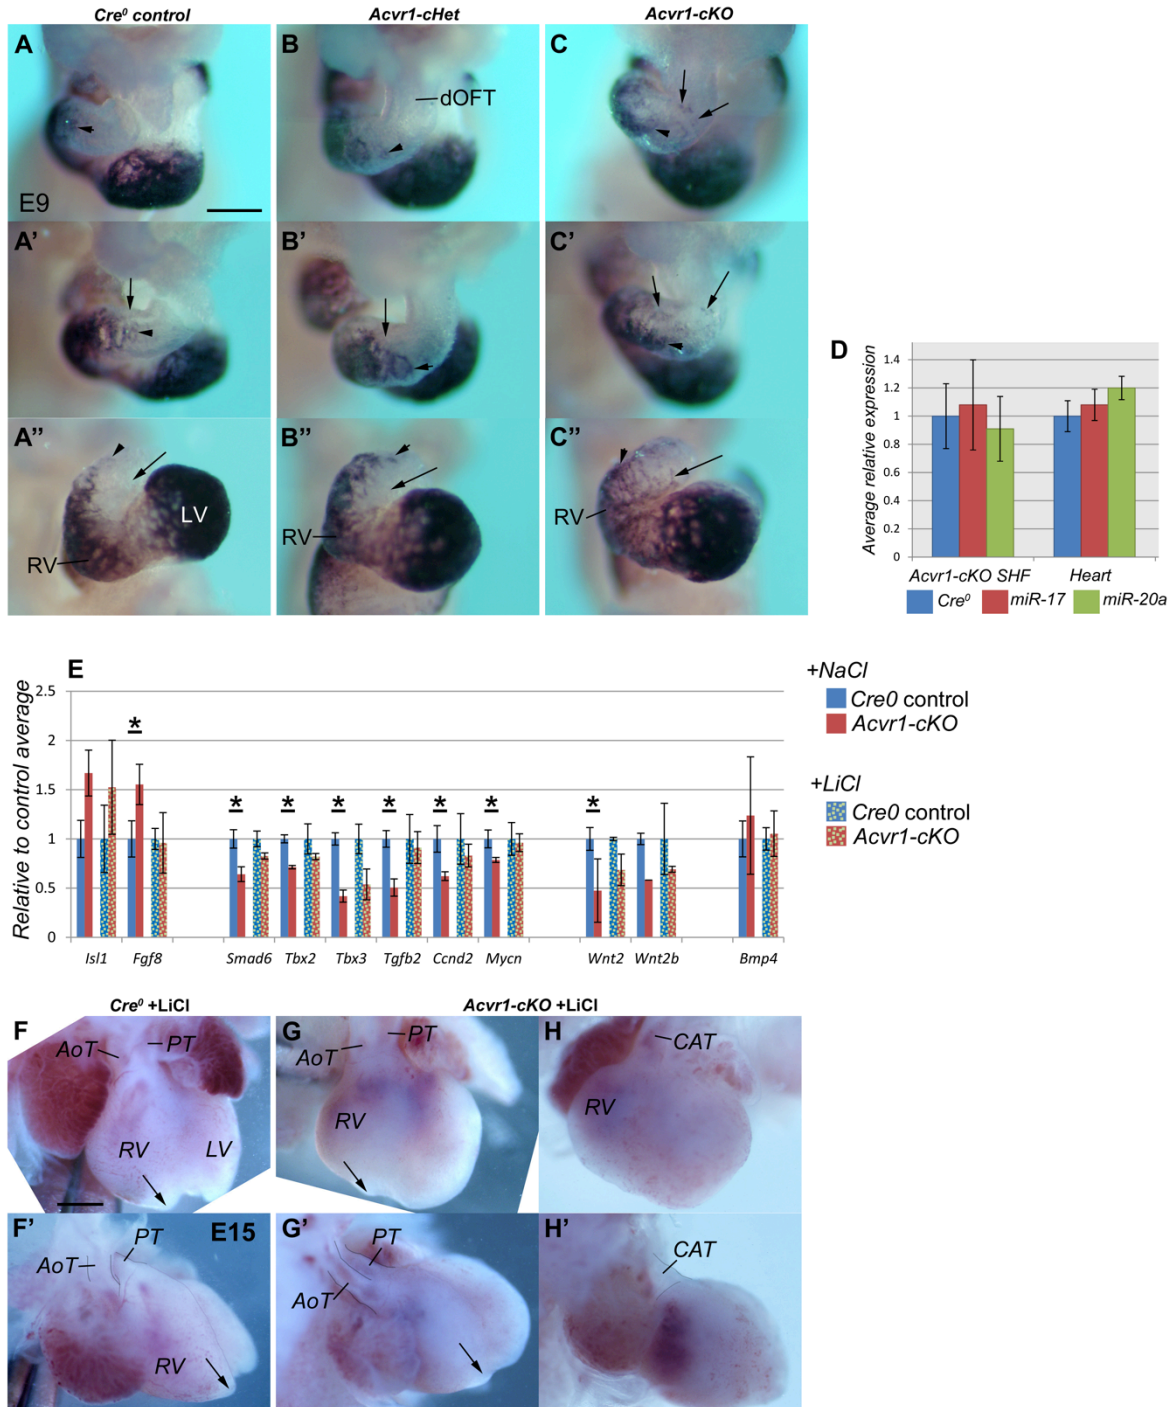 Cre⁰ control
Acvr1-cHet
Acvr1-cKO
A
B
C
dOFT
E9
A'
B'
C'
A''
B''
C''
LV
RV
RV
RV
D
Average relative expression
1.4
1.2
1
0.8
0.6
0.4
0.2
0
Acvr1-cKO SHF
Heart
Cre⁰
miR-17
miR-20a
E
Relative to control average
2.5
2
1.5
1
0.5
0
* * * * * * * *
Isl1 Fgf8 Smad6 Tbx2 Tbx3 Tgfb2 Ccnd2 Mycn Wnt2 Wnt2b Bmp4
+NaCl
Cre0 control
Acvr1-cKO
+LiCl
Cre0 control
Acvr1-cKO
Cre⁰ +LiCl
Acvr1-cKO +LiCl
F
AoT
PT
RV
LV
G
AoT
PT
RV
H
CAT
RV
F'
E15
PT
AoT
RV
G'
PT
AoT
H'
CAT